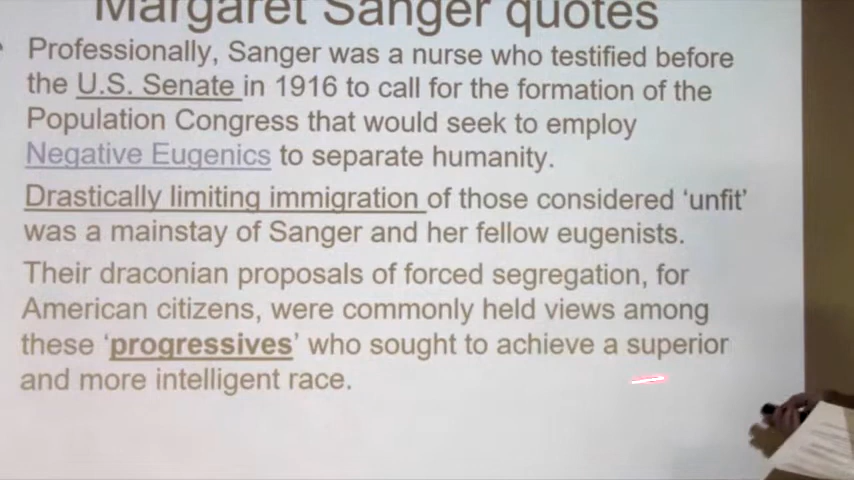 Margaret Sanger quotes
Professionally, Sanger was a nurse who testified before
the U.S. Senate in 1916 to call for the formation of the
Population Congress that would seek to employ
Negative Eugenics to separate humanity.
Drastically limiting immigration of those considered ‘unfit’
was a mainstay of Sanger and her fellow eugenists.
Their draconian proposals of forced segregation, for
American citizens, were commonly held views among
these ‘progressives’ who sought to achieve a superior
and more intelligent race.